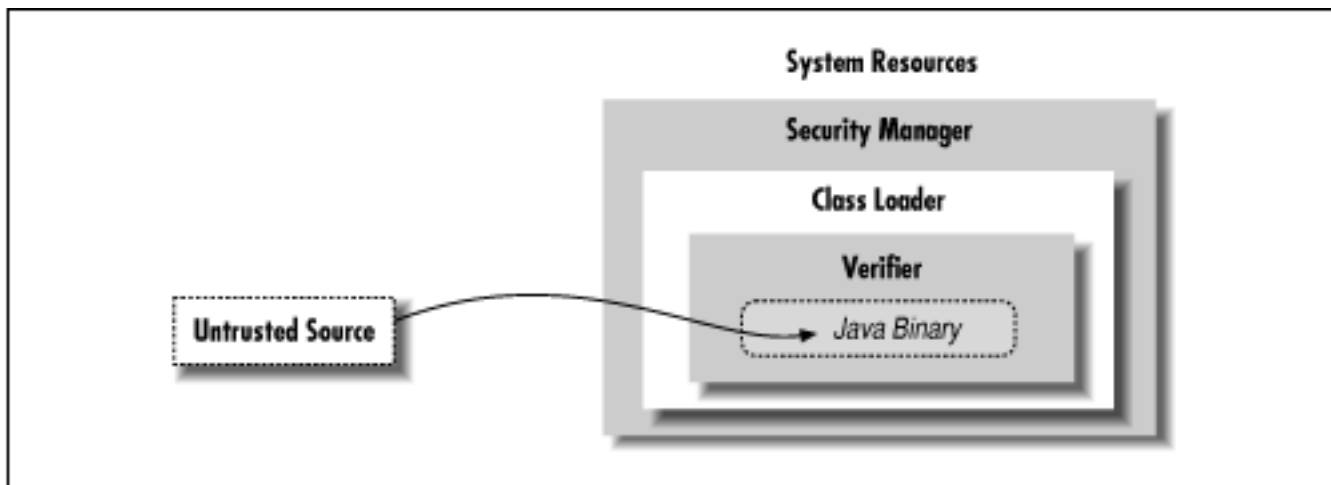 System Resources
Security Manager
Class Loader
Verifier
Untrusted Source
Java Binary